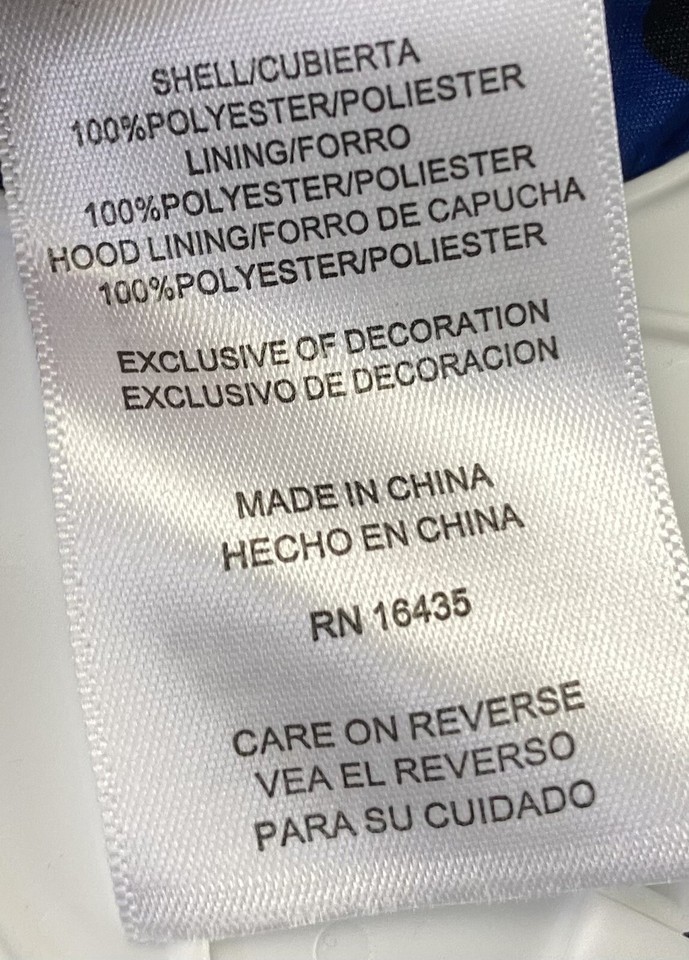 SHELL/CUBIERTA
100%POLYESTER/POLIESTER
LINING/FORRO
100%POLYESTER/POLIESTER
HOOD LINING/FORRO DE CAPUCHA
100%POLYESTER/POLIESTER
EXCLUSIVE OF DECORATION
EXCLUSIVO DE DECORACION
MADE IN CHINA
HECHO EN CHINA
RN 16435
CARE ON REVERSE
VEA EL REVERSO
PARA SU CUIDADO